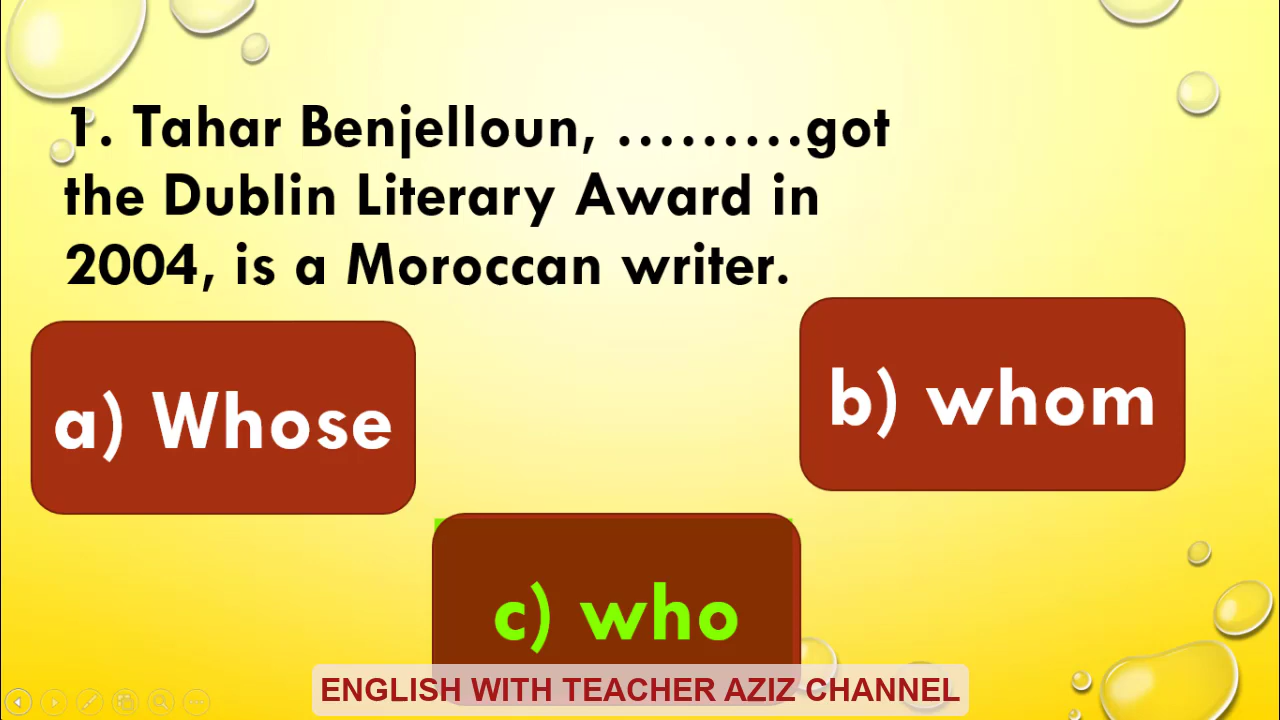 1. Tahar Benjelloun, .........got
the Dublin Literary Award in
2004, is a Moroccan writer.
a) Whose
b) whom
c) who
ENGLISH WITH TEACHER AZIZ CHANNEL